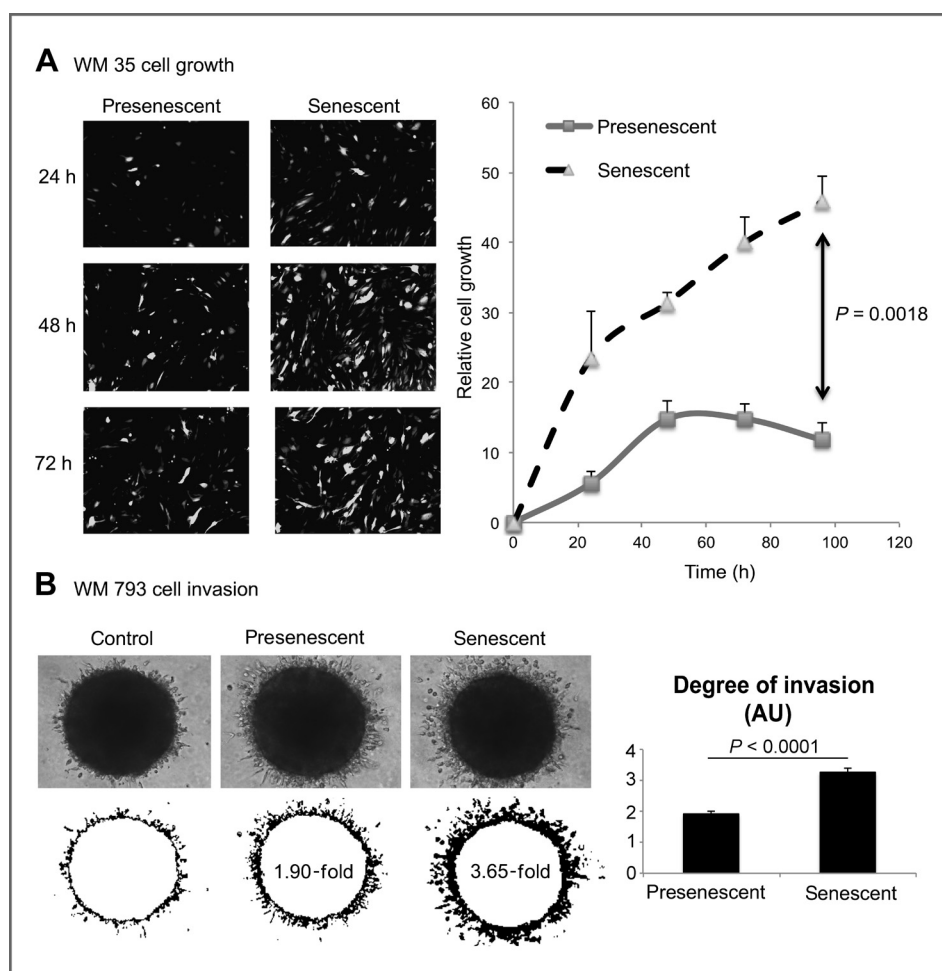 A WM 35 cell growth
Presenescent Senescent
24 h
48 h
72 h
60
50
40
30
20
10
0
Relative cell growth
Presenescent
Senescent
P = 0.0018
0 20 40 60 80 100 120
Time (h)
B WM 793 cell invasion
Control Presenescent Senescent
1.90-fold 3.65-fold
Degree of invasion
(AU)
P < 0.0001
4
3
2
1
0
Presenescent Senescent